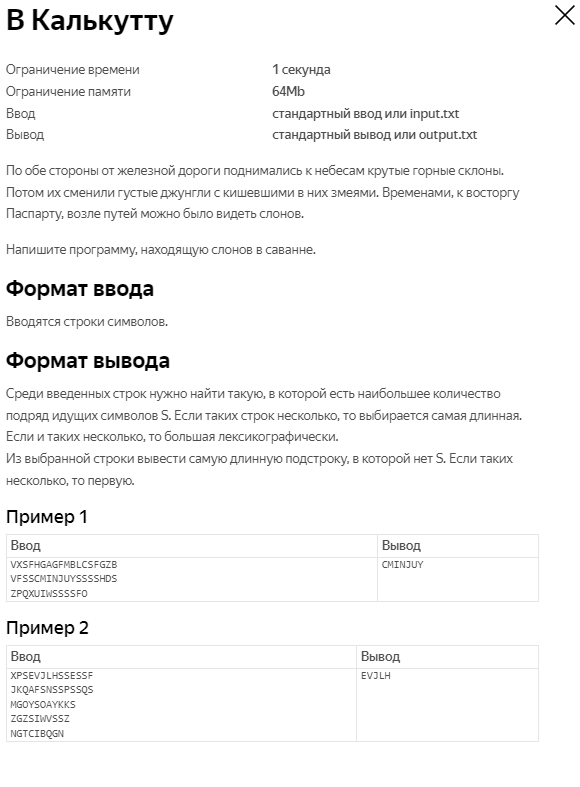 В Калькутту
Ограничение времени 1 секунда
Ограничение памяти 64Mb
Ввод стандартный ввод или input.txt
Вывод стандартный вывод или output.txt
По обе стороны от железной дороги поднимались к небесам крутые горные склоны.
Потом их сменили густые джунгли с кишевшими в них змеями. Временами, к восторгу
Паспарту, возле путей можно было видеть слонов.
Напишите программу, находящую слонов в саванне.
Формат ввода
Вводятся строки символов.
Формат вывода
Среди введенных строк нужно найти такую, в которой есть наибольшее количество
подряд идущих символов S. Если таких строк несколько, то выбирается самая длинная.
Если и таких несколько, то большая лексикографически.
Из выбранной строки вывести самую длинную подстроку, в которой нет S. Если таких
несколько, то первую.
Пример 1
Ввод Вывод
VXSFHGAGFMBLCSFGZB CMINJUY
VFSSCMINJUYSSSSHDS
ZPQXUIWSSSSFO
Пример 2
Ввод Вывод
XPSEVJLHSSESSF EVJLH
JKQAFSNSSPSSQS
MGOYSOAYKKS
ZGZSIWVSSZ
NGTCIBQGN